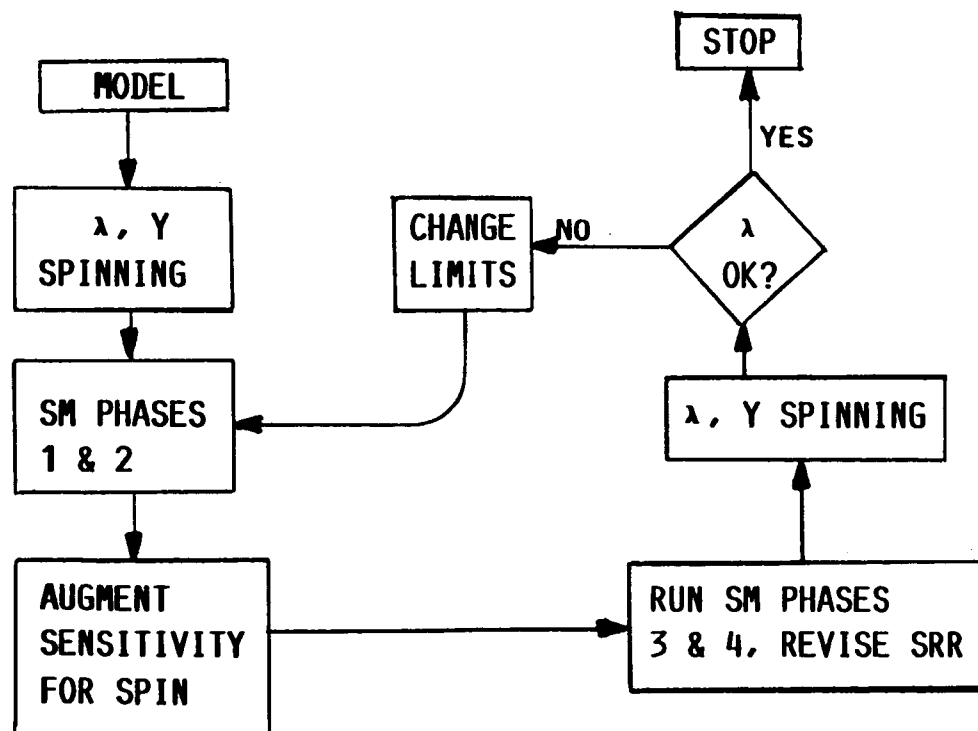 MODEL
λ, Y
SPINNING
SM PHASES
1 & 2
AUGMENT
SENSITIVITY
FOR SPIN
RUN SM PHASES
3 & 4, REVISE SRR
λ, Y SPINNING
λ
OK?
YES
STOP
NO
CHANGE
LIMITS